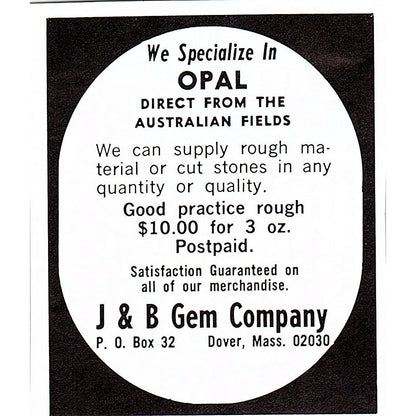 We Specialize In
OPAL
DIRECT FROM THE
AUSTRALIAN FIELDS
We can supply rough ma-
terial or cut stones in any
quantity or quality.
Good practice rough
$10.00 for 3 oz.
Postpaid.
Satisfaction Guaranteed on
all of our merchandise.
J & B Gem Company
P. O. Box 32 Dover, Mass. 02030